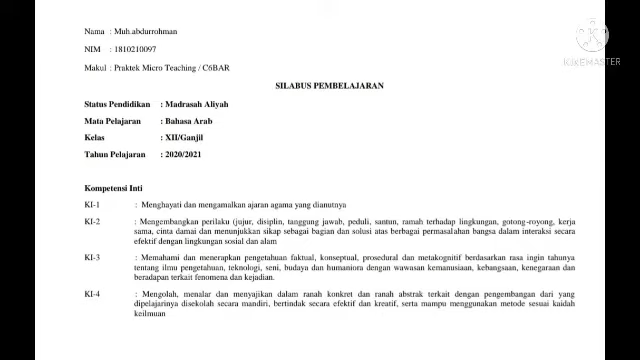 Nama : Muh.abdurrohman
NIM : 1810210097
Makul : Praktek Micro Teaching / C6BAR
SILABUS PEMBELAJARAN
Status Pendidikan : Madrasah Aliyah
Mata Pelajaran : Bahasa Arab
Kelas : XII/Ganjil
Tahun Pelajaran : 2020/2021
Kompetensi Inti
KI-1 : Menghayati dan mengamalkan ajaran agama yang dianutnya
KI-2 : Mengembangkan perilaku (jujur, disiplin, tanggung jawab, peduli, santun, ramah terhadap lingkungan, gotong-royong, kerja
sama, cinta damai dan menunjukkan sikap sebagai bagian dan solusi atas berbagai permasalahan bangsa dalam interaksi secara
efektif dengan lingkungan sosial dan alam
KI-3 : Memahami dan menerapkan pengetahuan faktual, konseptual, prosedural dan metakognitif berdasarkan rasa ingin tahunya
tentang ilmu pengetahuan, teknologi, seni, budaya dan humaniora dengan wawasan kemanusiaan, kebangsaan, kenegaraan dan
beradapan terkait fenomena dan kejadian.
KI-4 : Mengolah, menalar dan menyajikan dalam ranah konkret dan ranah abstrak terkait dengan pengembangan dari yang
dipelajarinya disekolah secara mandiri, bertindak secara efektif dan kreatif, serta mampu menggunakan metode sesuai kaidah
keilmuan
KINEMASTER